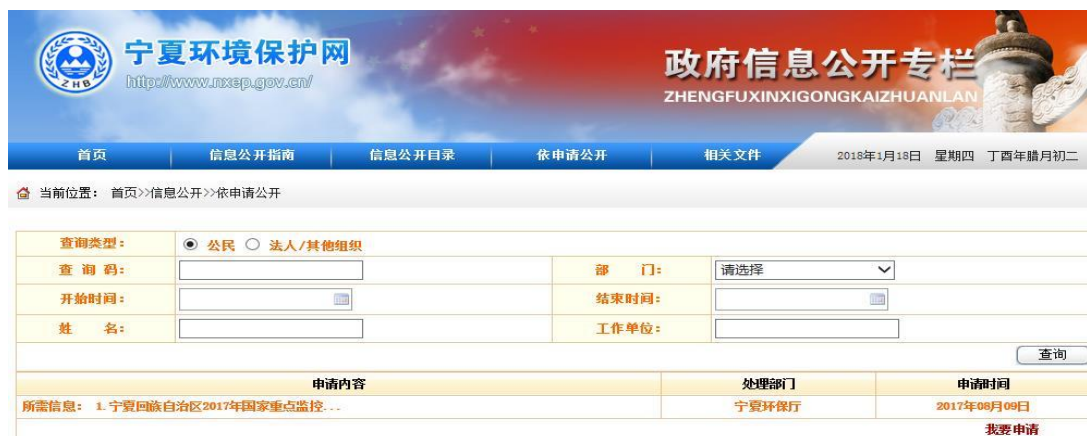 宁夏环境保护网
http://www.nxep.gov.cn/
ZHB
政府信息公开专栏
ZHENGFUXINXIGONGKAIZHUANLAN
首页 信息公开指南 信息公开目录 依申请公开 相关文件 2018年1月18日 星期四 丁酉年腊月初二
当前位置： 首页>>信息公开>>依申请公开
查询类型： 公民 法人/其他组织
查 询 码： 部 门： 请选择
开始时间： 结束时间：
姓 名： 工作单位：
查询
申请内容 处理部门 申请时间
所需信息： 1.宁夏回族自治区2017年国家重点监控... 宁夏环保厅 2017年08月09日
我要申请